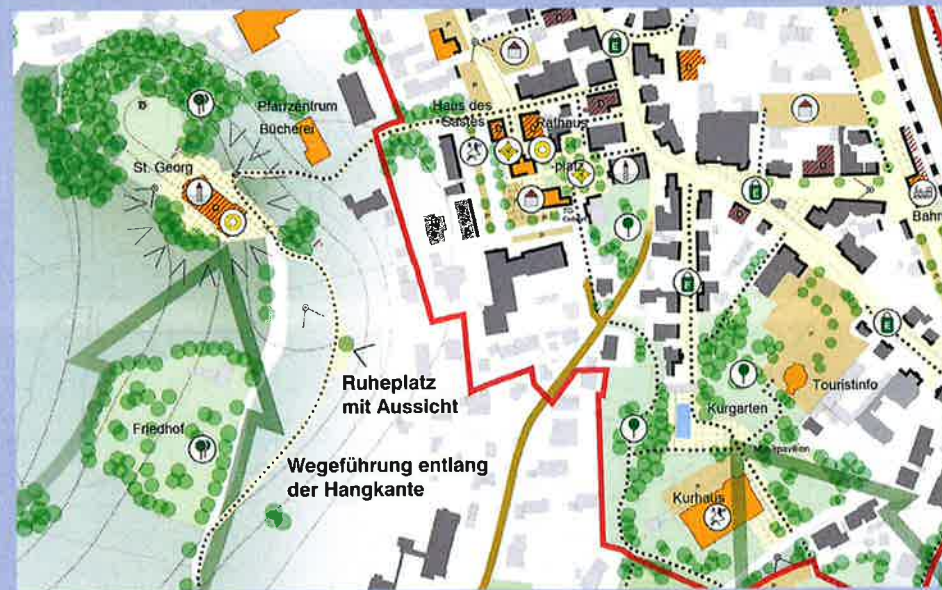 Pfarrzentrum
Bücherei
Haus des
Gastes
Rathaus
-platz
St. Georg
Bahn
Ruheplatz
mit Aussicht
Touristinfo
Kurgarten
Friedhof
Wegeführung entlang
der Hangkante
Kurhaus